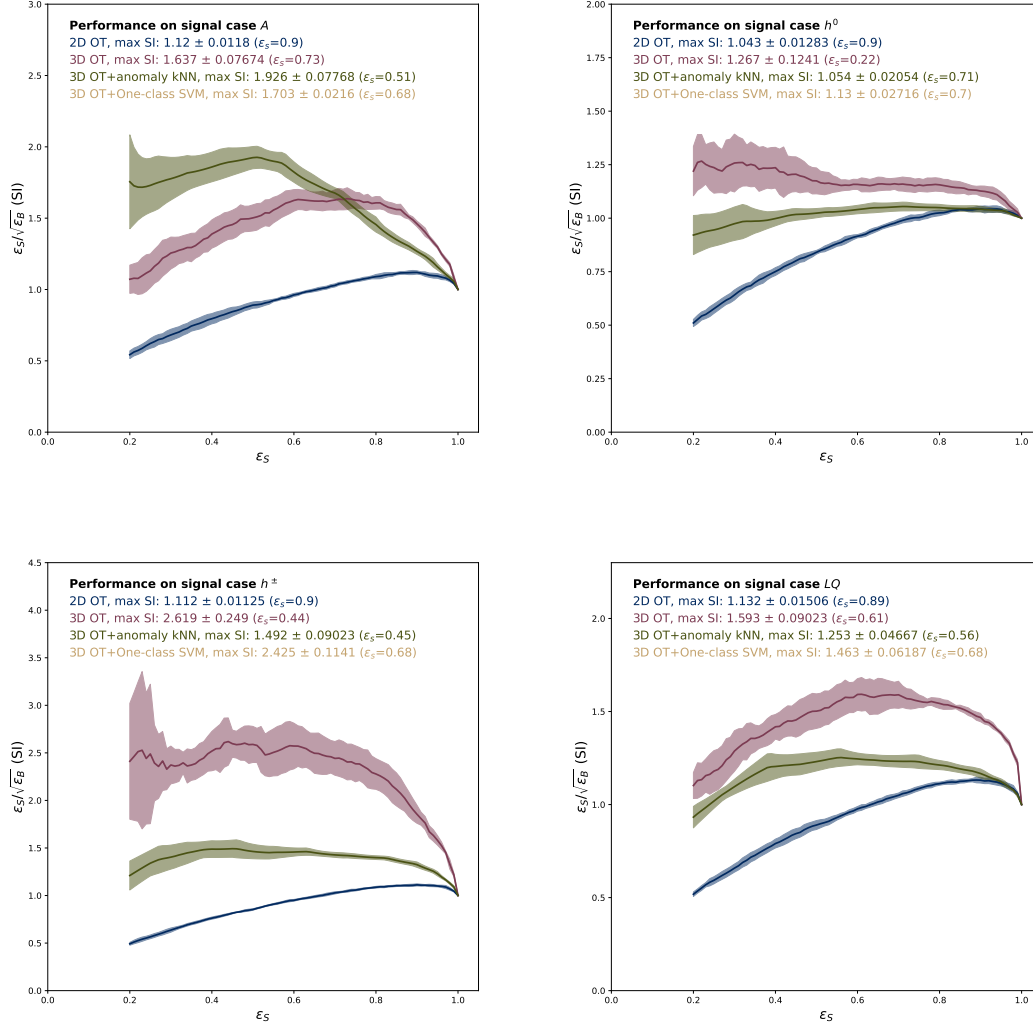 Performance on signal case A
2D OT, max SI: 1.12 ± 0.0118 (εs=0.9)
3D OT, max SI: 1.637 ± 0.07674 (εs=0.73)
3D OT+anomaly kNN, max SI: 1.926 ± 0.07768 (εs=0.51)
3D OT+One-class SVM, max SI: 1.703 ± 0.0216 (εs=0.68)
3.0
2.5
2.0
1.5
1.0
0.5
0.0
εS/√εB (SI)
0.0 0.2 0.4 0.6 0.8 1.0
εS
Performance on signal case h⁰
2D OT, max SI: 1.043 ± 0.01283 (εs=0.9)
3D OT, max SI: 1.267 ± 0.1241 (εs=0.22)
3D OT+anomaly kNN, max SI: 1.054 ± 0.02054 (εs=0.71)
3D OT+One-class SVM, max SI: 1.13 ± 0.02716 (εs=0.7)
2.00
1.75
1.50
1.25
1.00
0.75
0.50
0.25
0.00
εS/√εB (SI)
0.0 0.2 0.4 0.6 0.8 1.0
εS
Performance on signal case h±
2D OT, max SI: 1.112 ± 0.01125 (εs=0.9)
3D OT, max SI: 2.619 ± 0.249 (εs=0.44)
3D OT+anomaly kNN, max SI: 1.492 ± 0.09023 (εs=0.45)
3D OT+One-class SVM, max SI: 2.425 ± 0.1141 (εs=0.68)
4.5
4.0
3.5
3.0
2.5
2.0
1.5
1.0
0.5
0.0
εS/√εB (SI)
0.0 0.2 0.4 0.6 0.8 1.0
εS
Performance on signal case LQ
2D OT, max SI: 1.132 ± 0.01506 (εs=0.89)
3D OT, max SI: 1.593 ± 0.09023 (εs=0.61)
3D OT+anomaly kNN, max SI: 1.253 ± 0.04667 (εs=0.56)
3D OT+One-class SVM, max SI: 1.463 ± 0.06187 (εs=0.68)
2.0
1.5
1.0
0.5
0.0
εS/√εB (SI)
0.0 0.2 0.4 0.6 0.8 1.0
εS